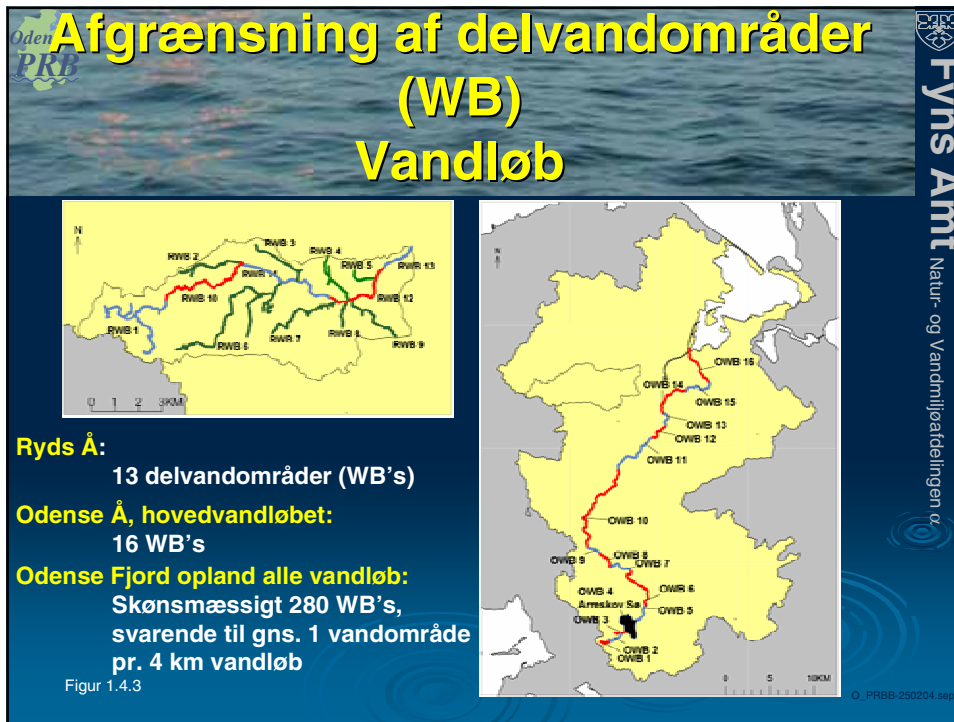 Oden
PRB
Afgrænsning af delvandområder
(WB)
Vandløb
Fyns Amt Natur- og Vandmiljøafdelingen α
N
RWB 3
RWB 2
RWB 4
RWB 5
RWB 13
RWB 11
RWB 10
RWB 12
RWB 1
RWB 8
RWB 7
RWB 6
RWB 9
0 1 2 3KM
N
OWB 16
OWB 14
OWB 15
OWB 13
OWB 12
OWB 11
OWB 10
OWB 9
OWB 8
OWB 7
OWB 4
OWB 6
Arreskov Sø
OWB 5
OWB 3
OWB 2
OWB 1
0 5 10KM
Ryds Å:
13 delvandområder (WB’s)
Odense Å, hovedvandløbet:
16 WB’s
Odense Fjord opland alle vandløb:
Skønsmæssigt 280 WB’s,
svarende til gns. 1 vandområde
pr. 4 km vandløb
Figur 1.4.3
O_PRBB-250204.sep